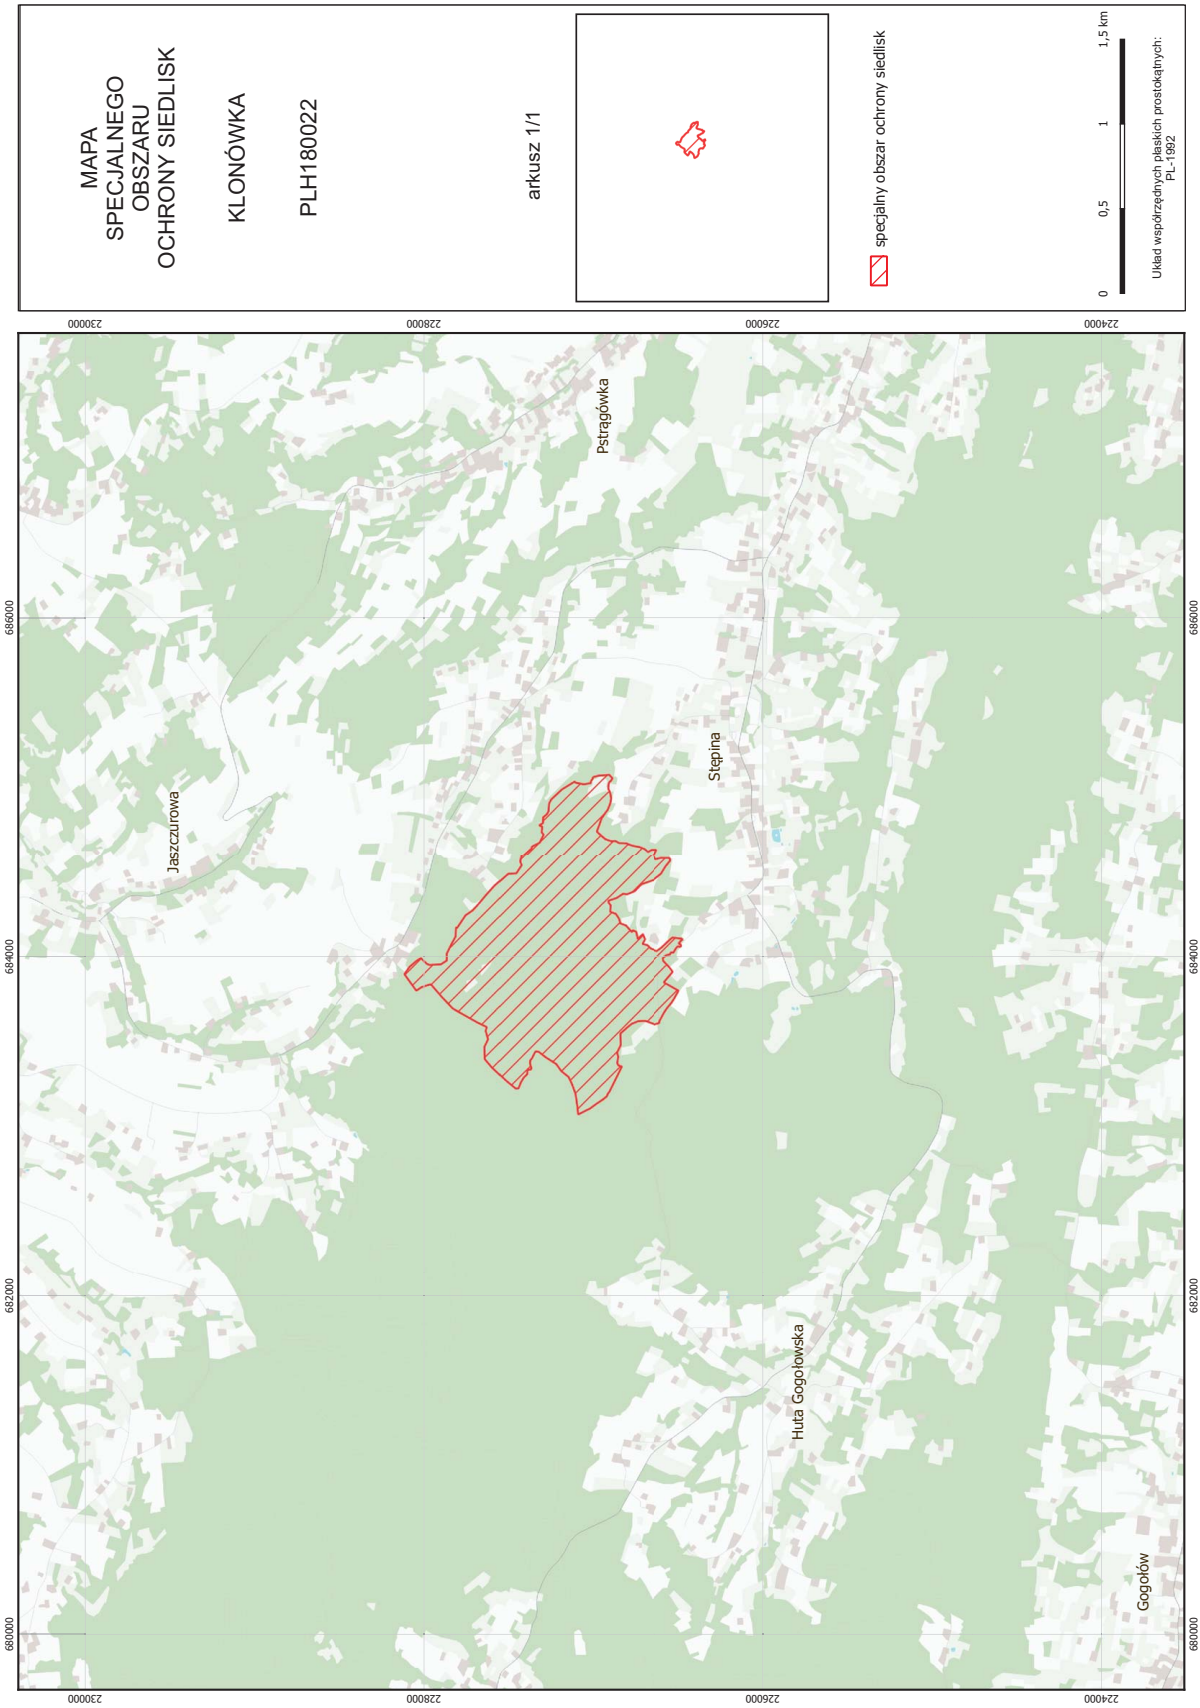 MAPA
SPECJALNEGO
OBSZARU
OCHRONY SIEDLISK
KLONÓWKA
PLH180022
arkusz 1/1
specjalny obszar ochrony siedlisk
0 0,5 1 1,5 km
Układ współrzędnych płaskich prostokątnych:
PL-1992
680000 682000 684000 686000
230000 230000
228000 228000
226000 226000
224000 224000
Jaszczurowa
Pstrągówka
Stępina
Huta Gogołowska
Gogołów
680000 682000 684000 686000